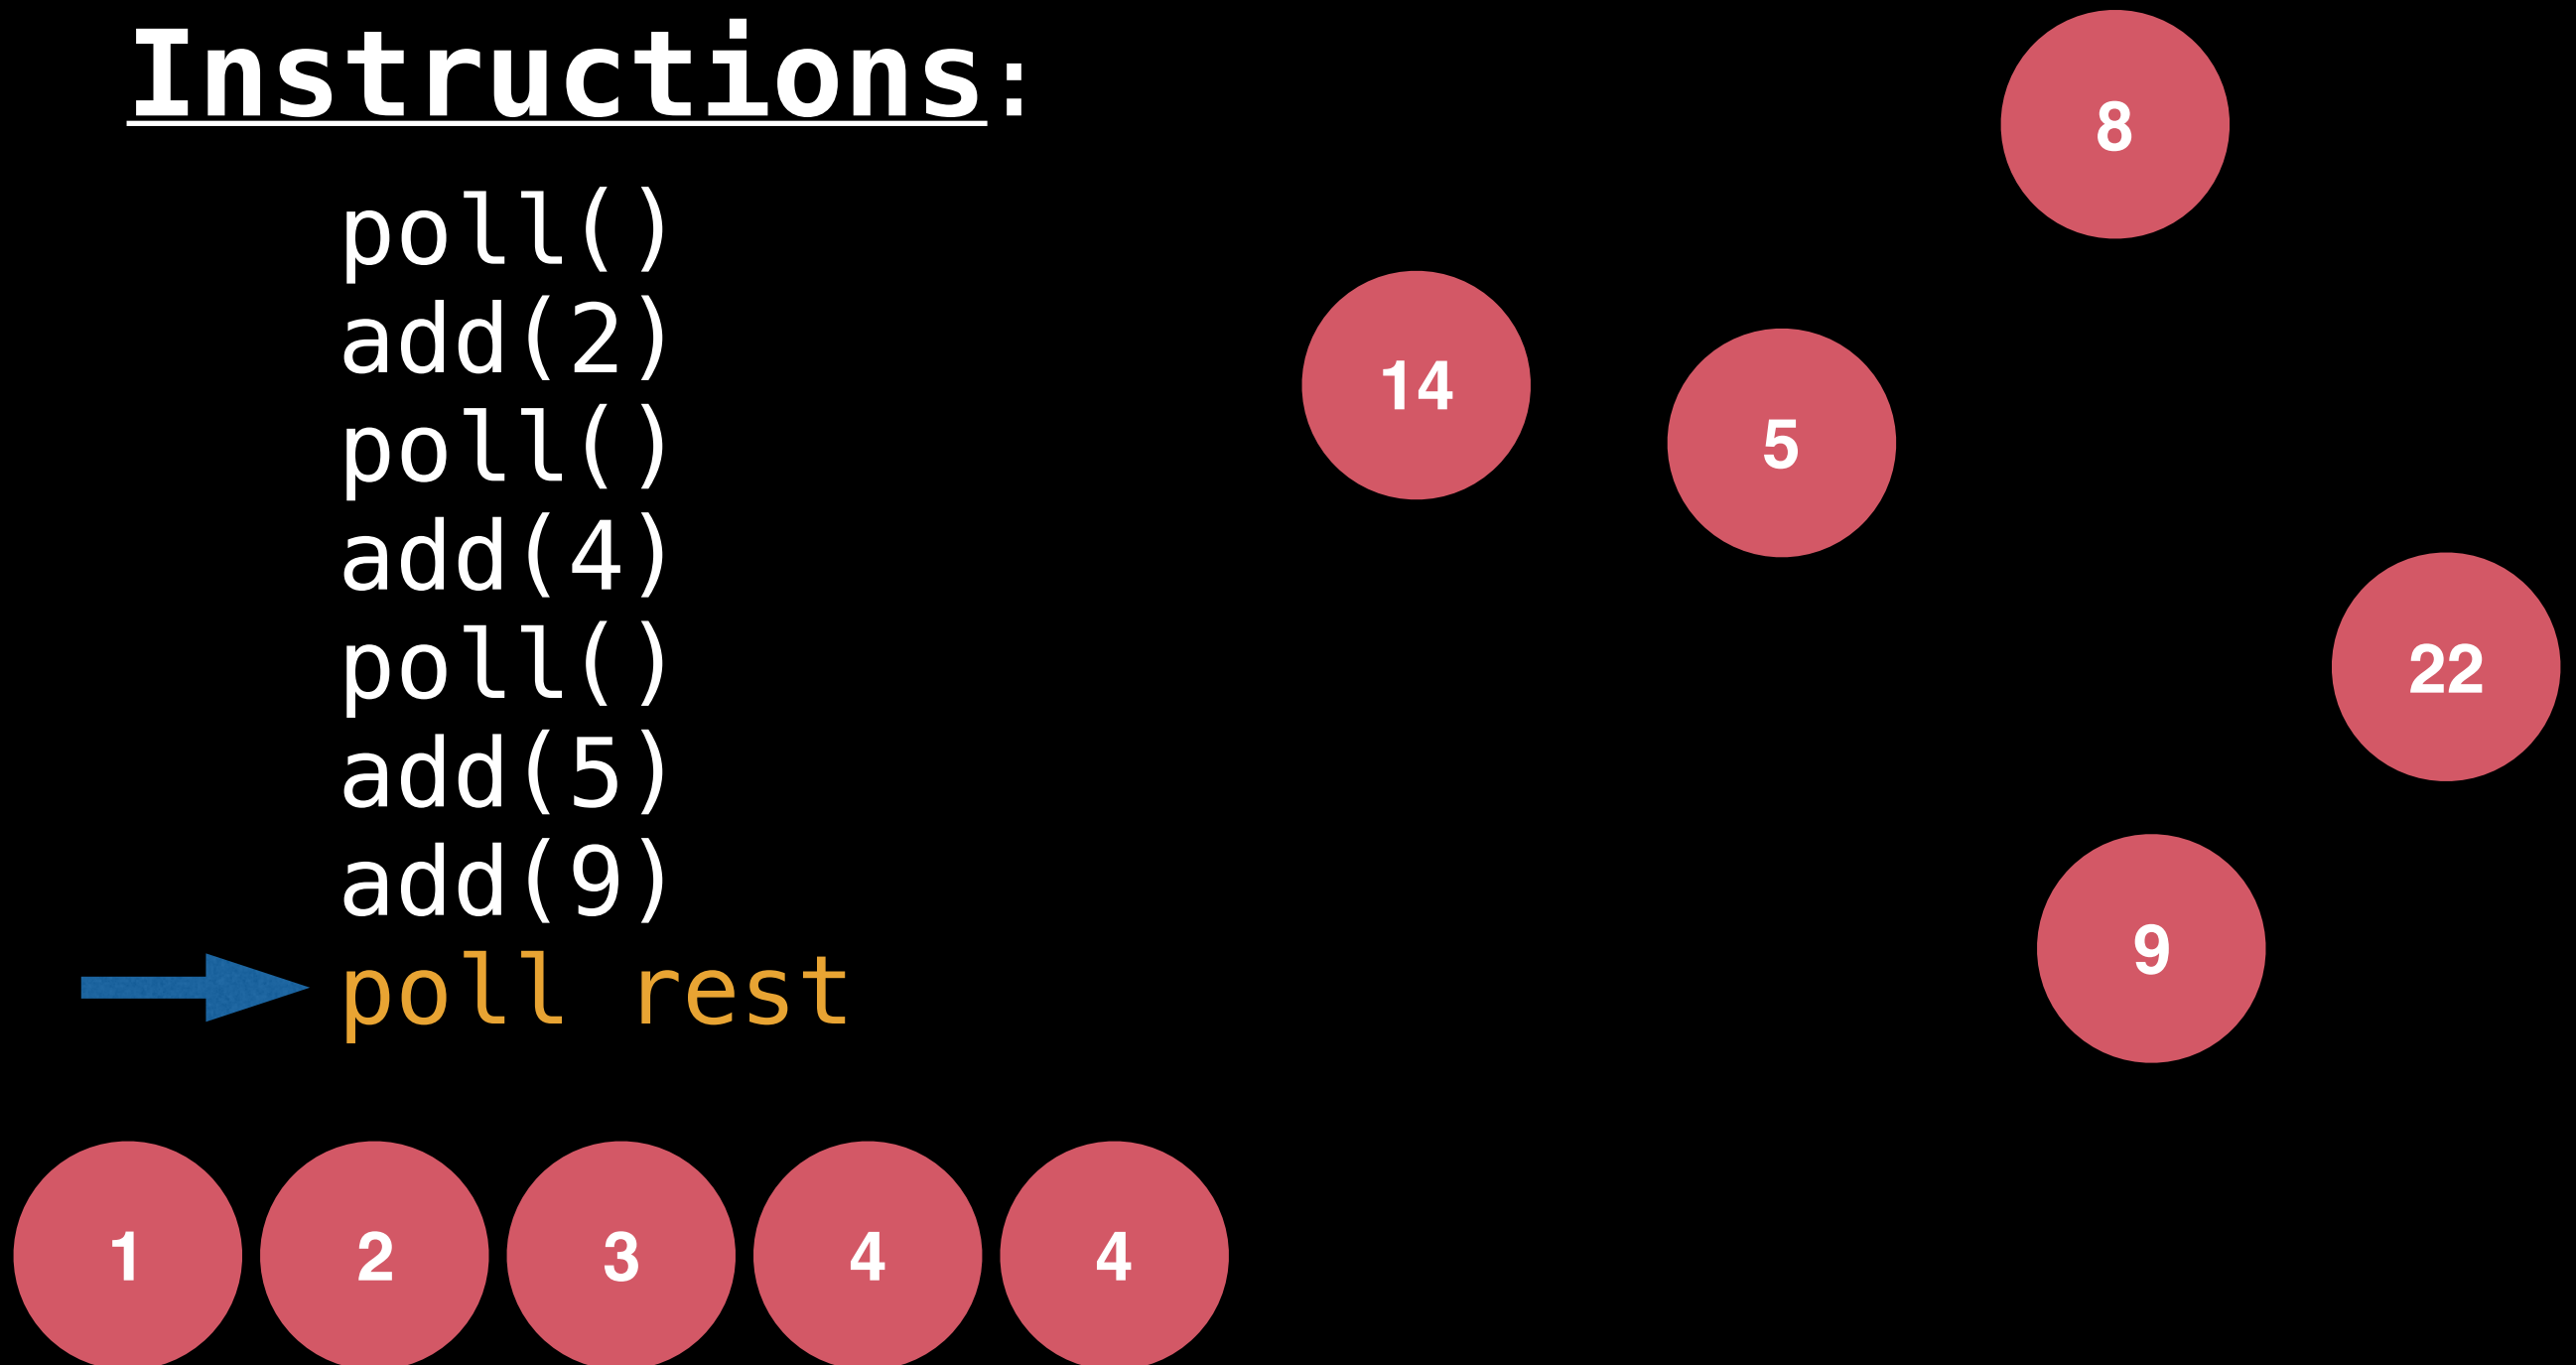 Instructions:
poll()
add(2)
poll()
add(4)
poll()
add(5)
add(9)
poll rest
8
14
5
22
9
1 2 3 4 4